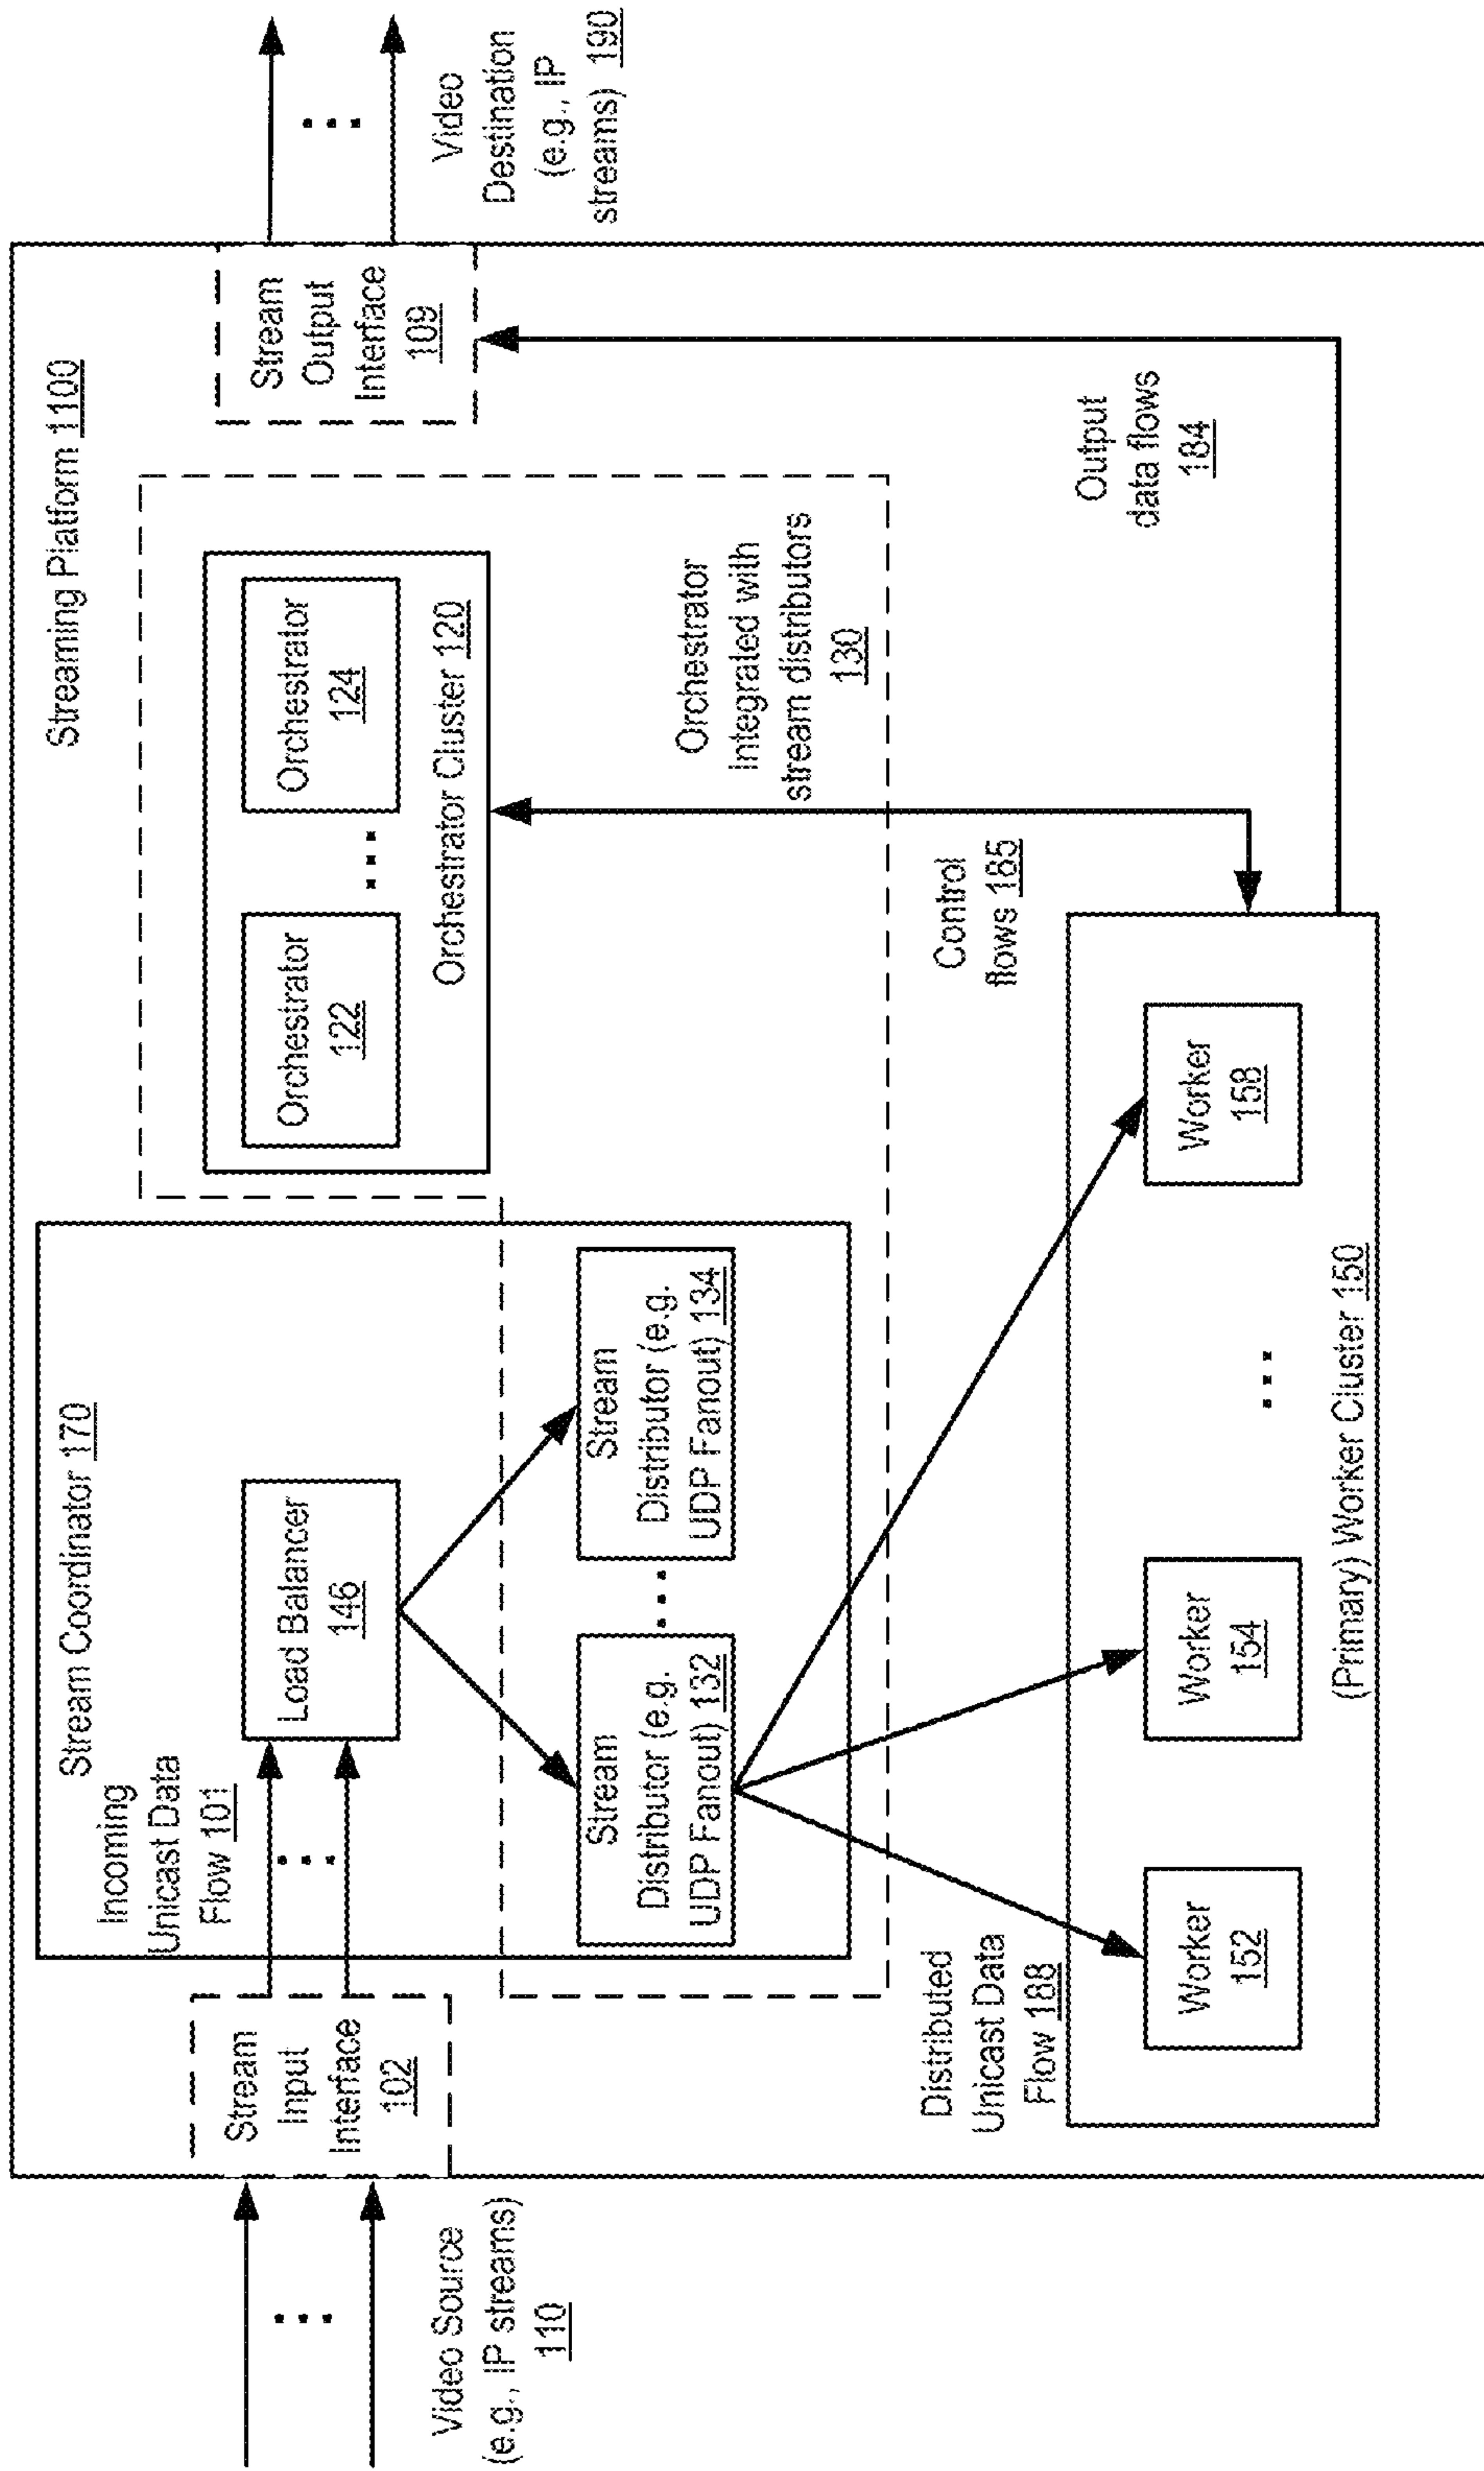 Streaming Platform 1100
Stream Coordinator 170
Incoming
Unicast Data
Flow 101
Stream
Input
Interface
102
Video Source
(e.g., IP streams)
110
Load Balancer
146
Stream
Distributor (e.g.
UDP Fanout) 132
Stream
Distributor (e.g.
UDP Fanout) 134
Orchestrator
122
Orchestrator
124
Orchestrator Cluster 120
Orchestrator
Integrated with
stream distributors
130
Stream
Output
Interface
109
Video
Destination
(e.g., IP
streams) 190
Distributed
Unicast Data
Flow 188
Control
flows 185
Output
data flows
184
Worker
152
Worker
154
Worker
158
(Primary) Worker Cluster 150